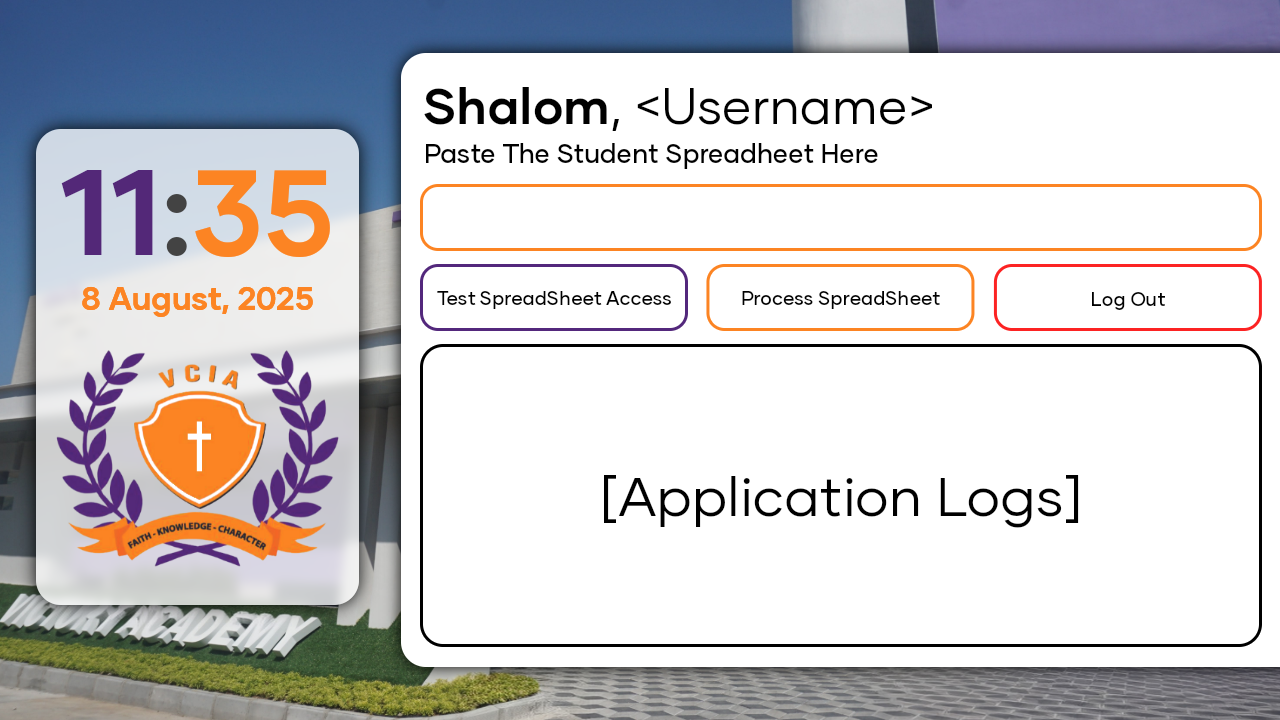 11:35
8 August, 2025
VCIA
FAITH - KNOWLEDGE - CHARACTER
VICTORY ACADEMY
Shalom, <Username>
Paste The Student Spreadheet Here
Test SpreadSheet Access
Process SpreadSheet
Log Out
[Application Logs]